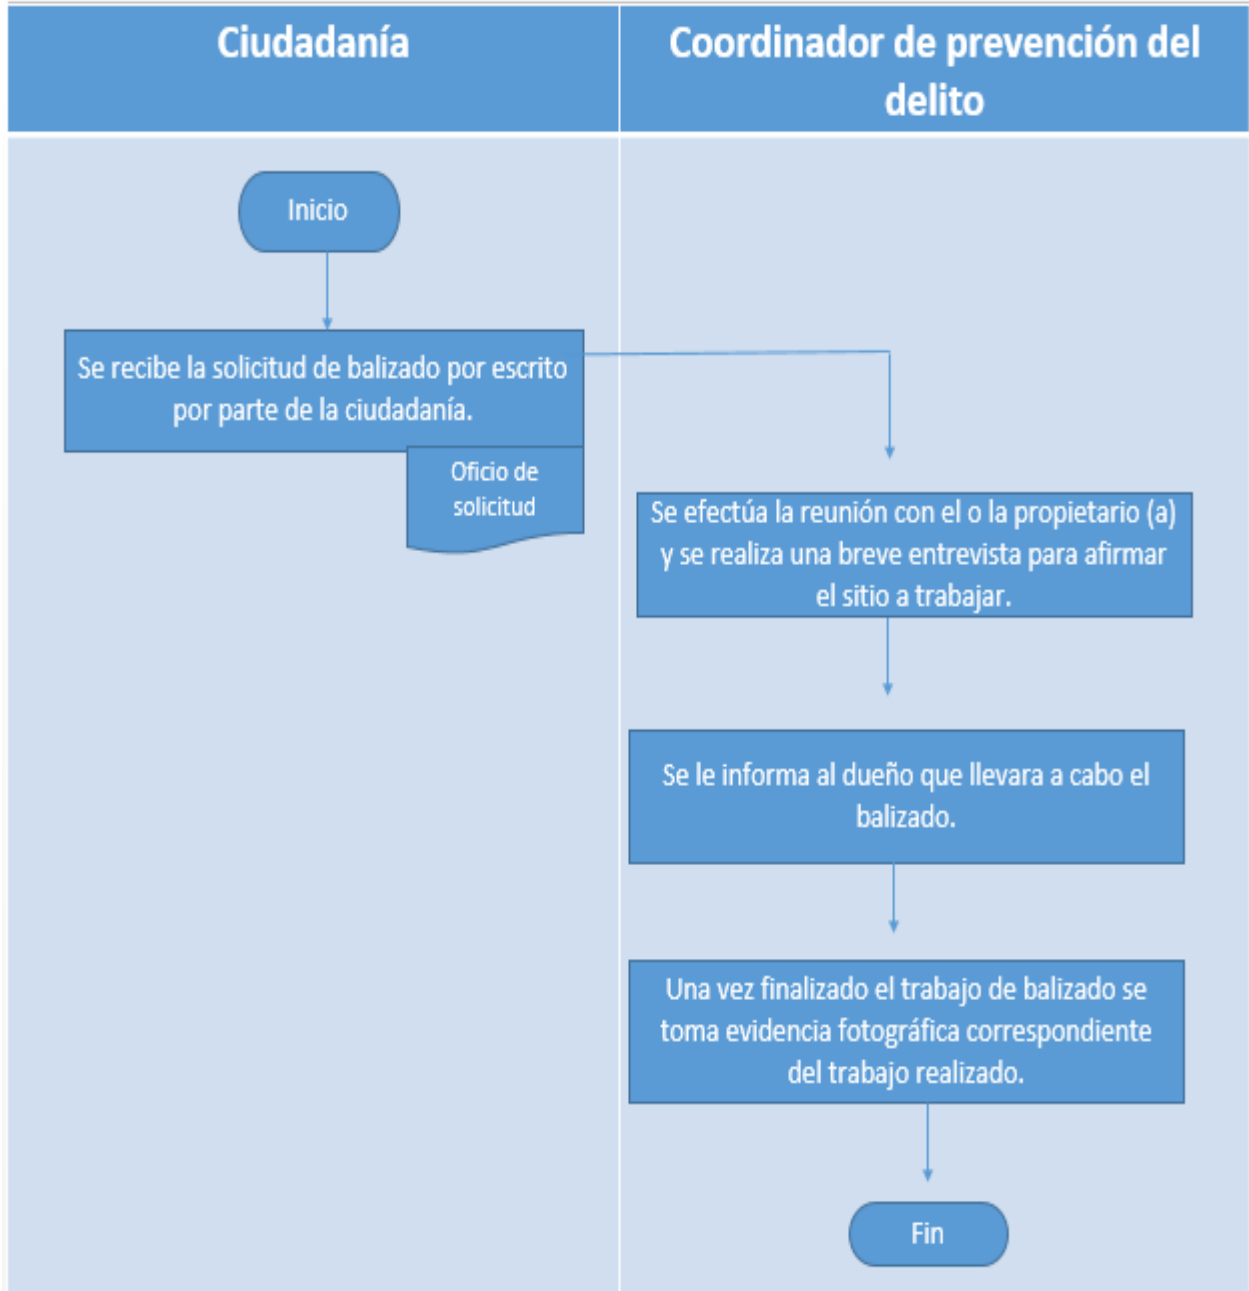 Ciudadanía
Coordinador de prevención del
delito
Inicio
Se recibe la solicitud de balizado por escrito
por parte de la ciudadanía.
Oficio de
solicitud
Se efectúa la reunión con el o la propietario (a)
y se realiza una breve entrevista para afirmar
el sitio a trabajar.
Se le informa al dueño que llevara a cabo el
balizado.
Una vez finalizado el trabajo de balizado se
toma evidencia fotográfica correspondiente
del trabajo realizado.
Fin